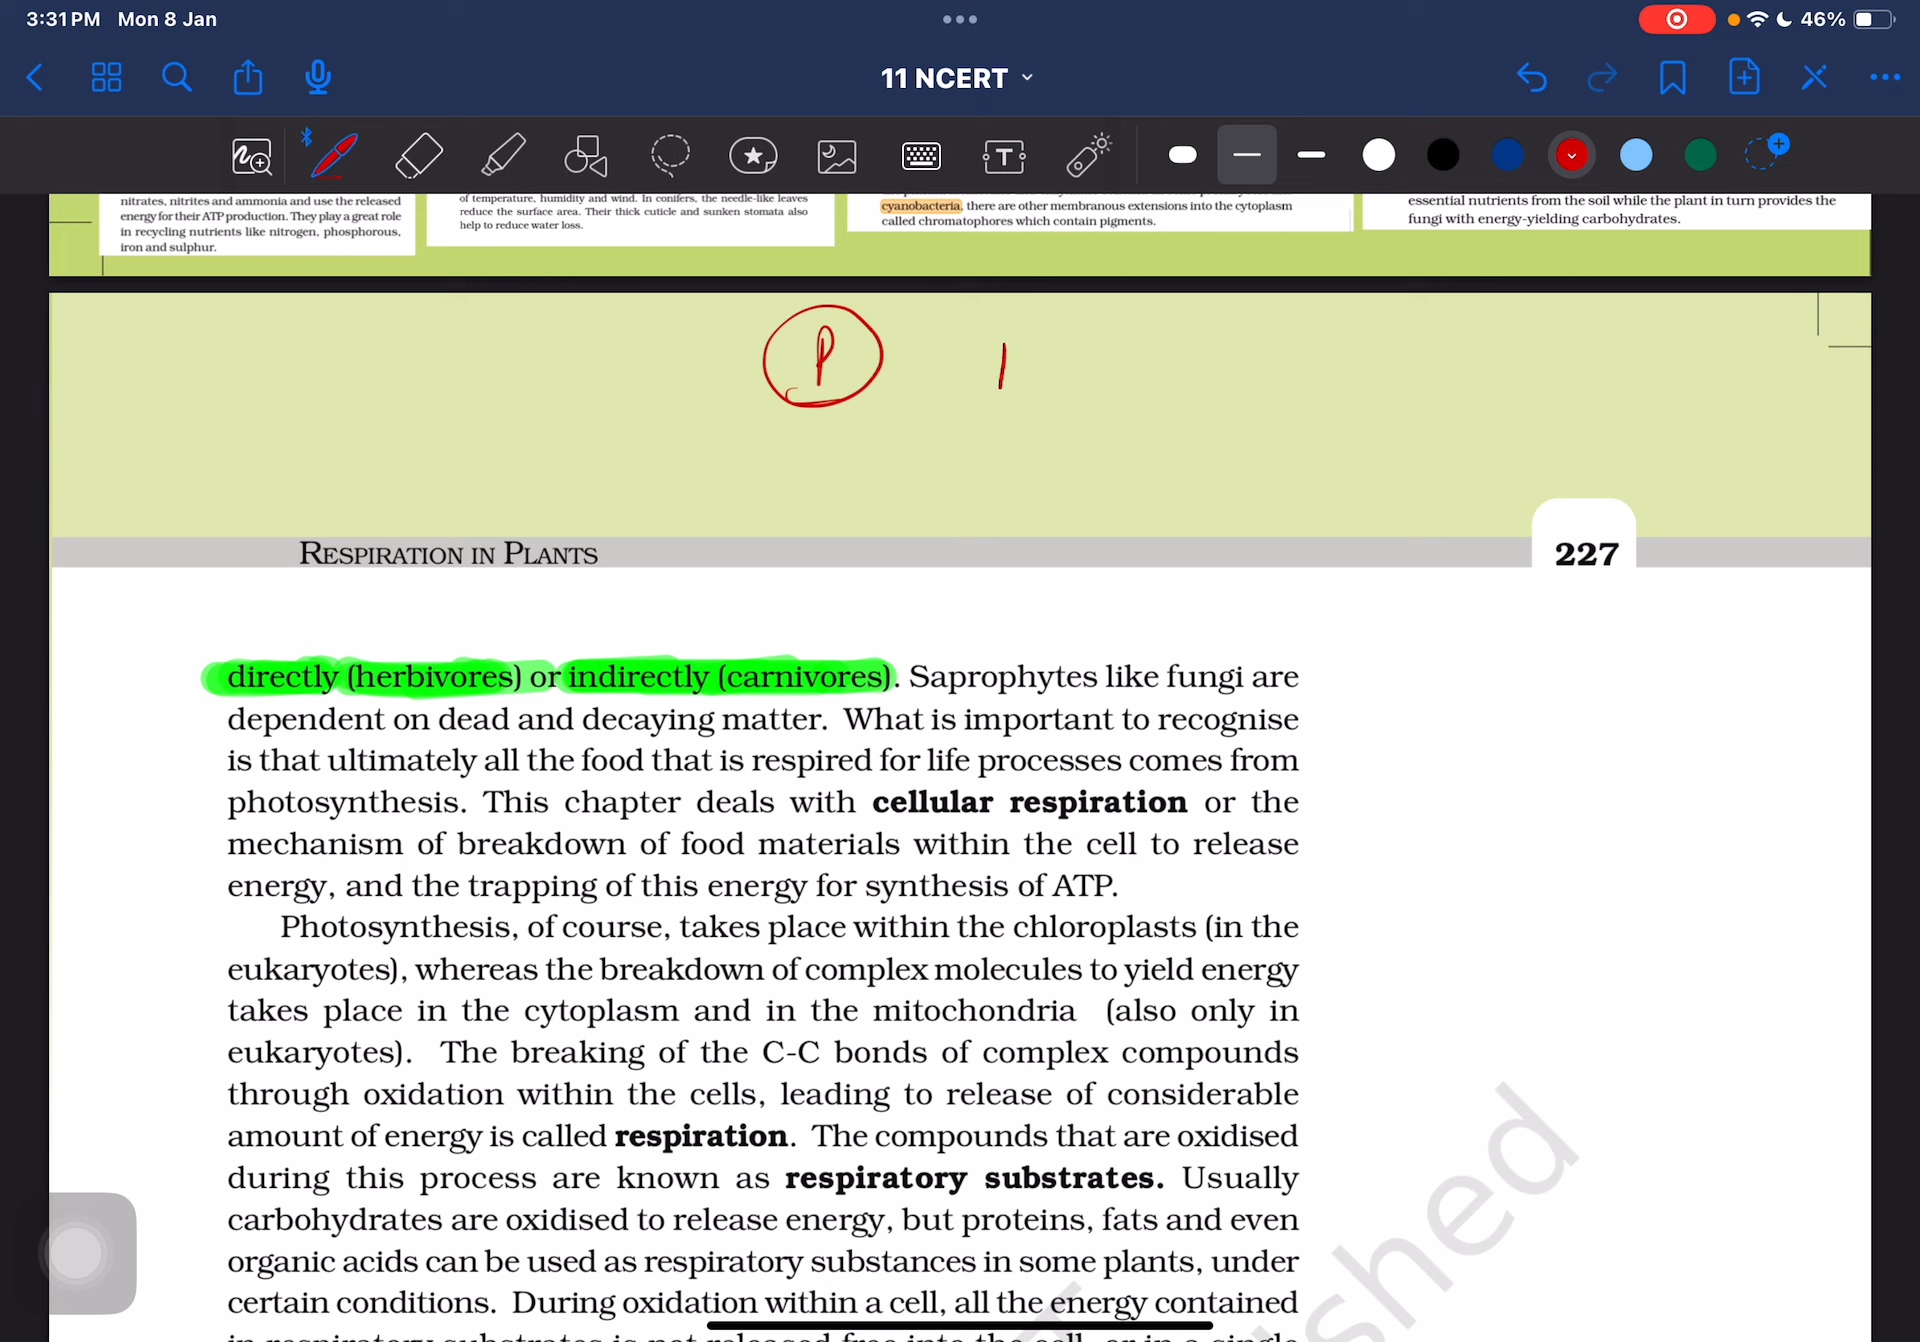 3:31 PM Mon 8 Jan
46%
11 NCERT
nitrates, nitrites and ammonia and use the released
energy for their ATP production. They play a great role
in recycling nutrients like nitrogen, phosphorous,
iron and sulphur.
of temperature, humidity and wind. In conifers, the needle-like leaves
reduce the surface area. Their thick cuticle and sunken stomata also
help to reduce water loss.
cyanobacteria, there are other membranous extensions into the cytoplasm
called chromatophores which contain pigments.
essential nutrients from the soil while the plant in turn provides the
fungi with energy-yielding carbohydrates.
P
RESPIRATION IN PLANTS
227
directly (herbivores) or indirectly (carnivores). Saprophytes like fungi are
dependent on dead and decaying matter. What is important to recognise
is that ultimately all the food that is respired for life processes comes from
photosynthesis. This chapter deals with cellular respiration or the
mechanism of breakdown of food materials within the cell to release
energy, and the trapping of this energy for synthesis of ATP.
Photosynthesis, of course, takes place within the chloroplasts (in the
eukaryotes), whereas the breakdown of complex molecules to yield energy
takes place in the cytoplasm and in the mitochondria (also only in
eukaryotes). The breaking of the C-C bonds of complex compounds
through oxidation within the cells, leading to release of considerable
amount of energy is called respiration. The compounds that are oxidised
during this process are known as respiratory substrates. Usually
carbohydrates are oxidised to release energy, but proteins, fats and even
organic acids can be used as respiratory substances in some plants, under
certain conditions. During oxidation within a cell, all the energy contained